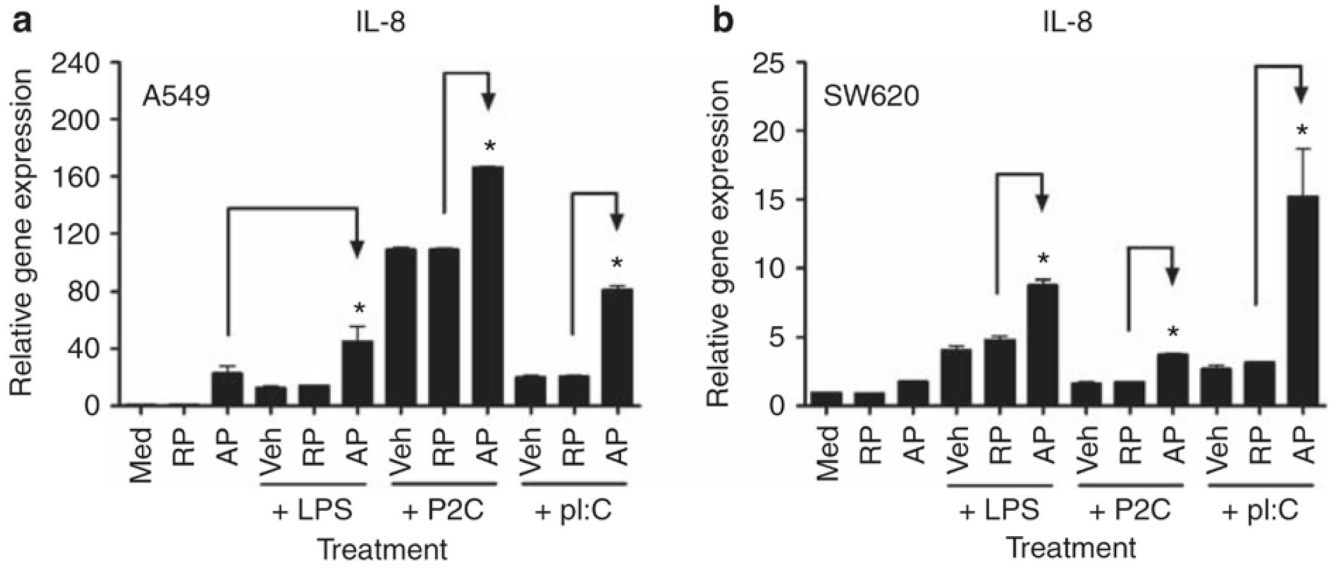 a
IL-8
Relative gene expression
240
200
160
120
80
40
0
A549
*
*
*
Med
RP
AP
Veh
RP
AP
Veh
RP
AP
Veh
RP
AP
+ LPS
+ P2C
+ pI:C
Treatment
b
IL-8
Relative gene expression
25
20
15
10
5
0
SW620
*
*
*
Med
RP
AP
Veh
RP
AP
Veh
RP
AP
Veh
RP
AP
+ LPS
+ P2C
+ pI:C
Treatment